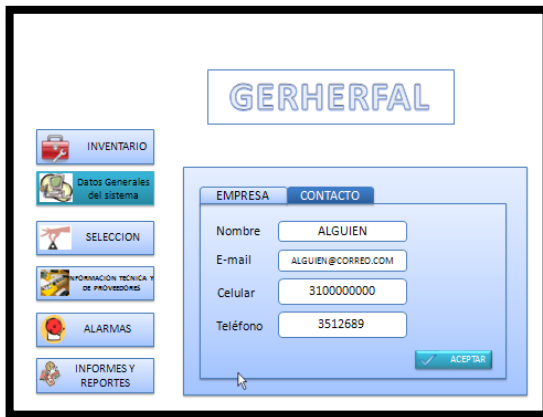 GERHERFAL
INVENTARIO
Datos Generales
del sistema
SELECCION
INFORMACIÓN TECNICA Y
DE PROVEEDORES
ALARMAS
INFORMES Y
REPORTES
EMPRESA CONTACTO
Nombre ALGUIEN
E-mail ALGUIEN@CORREO.COM
Celular 3100000000
Teléfono 3512689
ACEPTAR